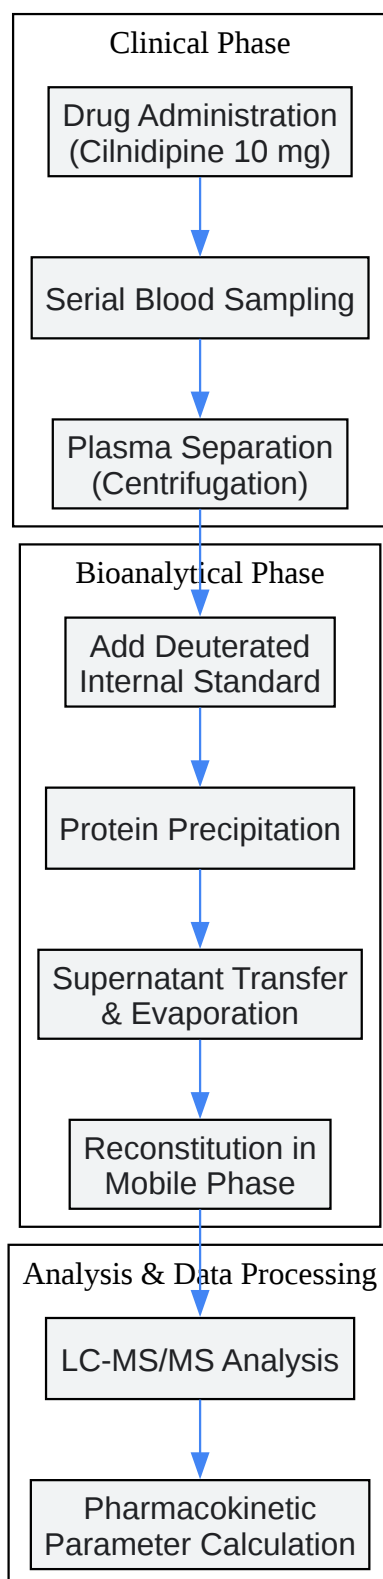 Clinical Phase
Drug Administration
(Cilnidipine 10 mg)
Serial Blood Sampling
Plasma Separation
(Centrifugation)
Bioanalytical Phase
Add Deuterated
Internal Standard
Protein Precipitation
Supernatant Transfer
& Evaporation
Reconstitution in
Mobile Phase
Analysis & Data Processing
LC-MS/MS Analysis
Pharmacokinetic
Parameter Calculation